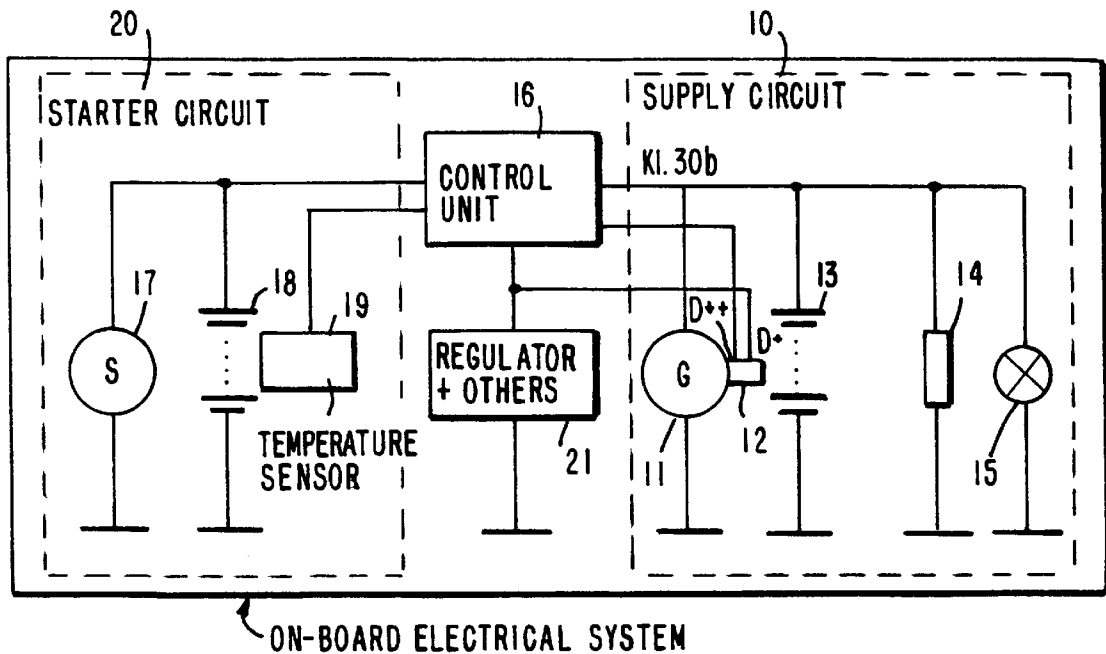 20
10
STARTER CIRCUIT
16
SUPPLY CIRCUIT
CONTROL
UNIT
Kl. 30b
17
18
19
13
14
D++
D+
S
REGULATOR
+ OTHERS
G
TEMPERATURE
SENSOR
21
11
12
15
ON-BOARD ELECTRICAL SYSTEM